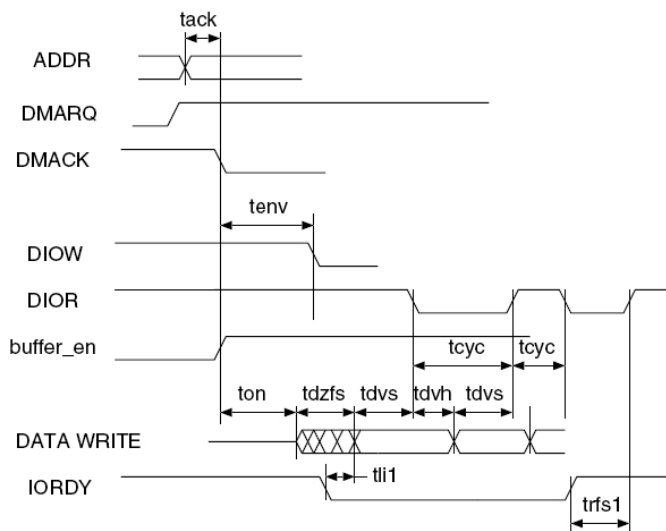 tack
ADDR
DMARQ
DMACK
tenv
DIOW
DIOR
buffer_en
tcyc tcyc
ton tdzfs tdvs tdvh tdvs
DATA WRITE
tli1
IORDY
trfs1